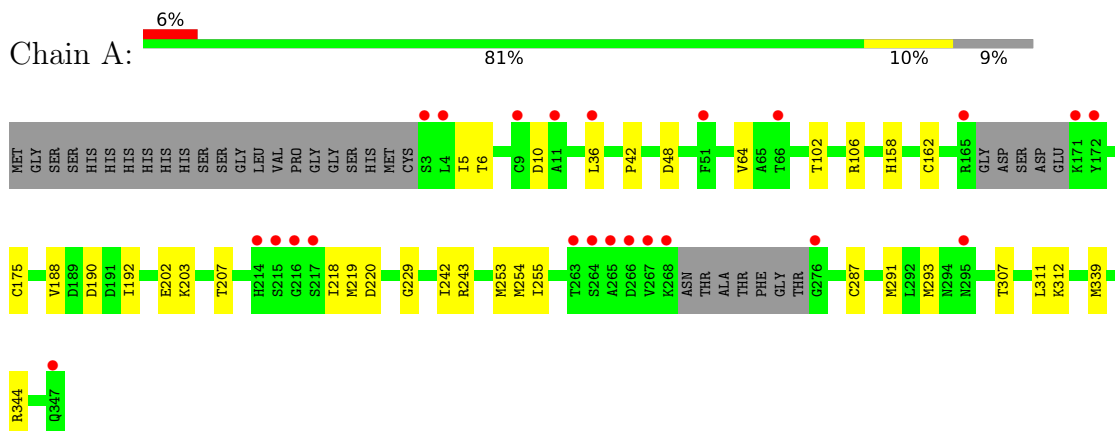 6%
Chain A:
81% 10% 9%
MET GLY SER SER HIS HIS HIS HIS HIS HIS SER SER GLY LEU VAL PRO GLY GLY SER HIS MET CYS S3 L4 I5 T6 C9 D10 A11 L36 P42 D48 F51 V64 A65 T66 T102 R106 H158 C162 R165 GLY ASP SER ASP GLU K171 Y172
C175 V188 D189 D190 D191 I192 E202 K203 T207 H214 S215 G216 S217 I218 M219 D220 G229 I242 R243 M253 M254 I255 T263 S264 A265 D266 V267 K268 ASN THR ALA THR PHE GLY THR G276 C287 M291 L292 M293 N294 N295 T307 L311 K312 M339
R344 Q347